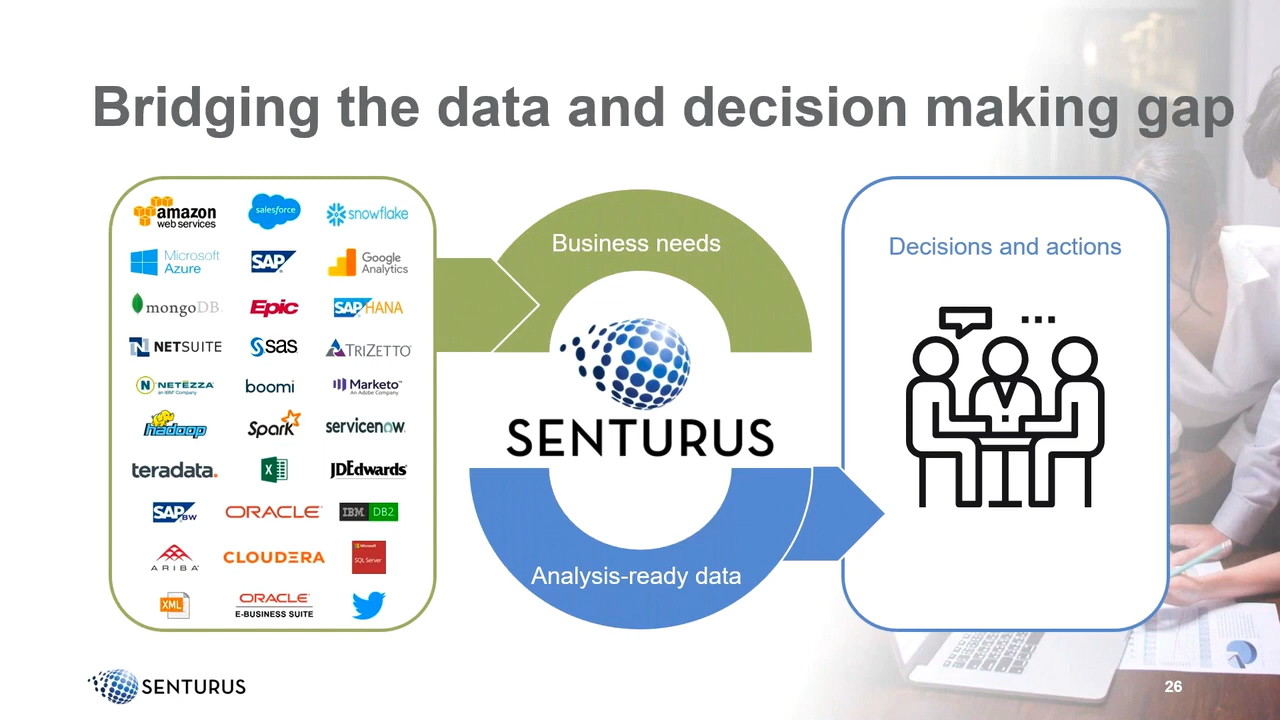 Bridging the data and decision making gap
amazon
web services
salesforce
snowflake
Microsoft
Azure
SAP
Google
Analytics
mongoDB
Epic
SAP HANA
N NETSUITE
sas
TRIZETTO
N NETEZZA
an IBM Company
boomi
Marketo
An Adobe Company
hadoop
Spark
servicenow
teradata.
X
JDEdwards
SAP BW
ORACLE
IBM DB2
ARIBA
CLOUDERA
Microsoft
SQL Server
XML
ORACLE
E-BUSINESS SUITE
Business needs
SENTURUS
Analysis-ready data
Decisions and actions
...
SENTURUS
26